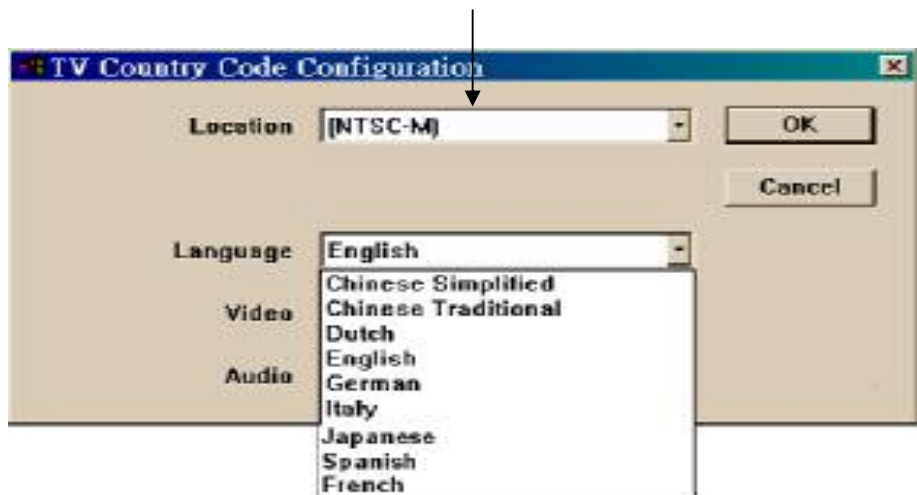 TV Country Code Configuration
Location (NTSC-M) OK
Cancel
Language English
Chinese Simplified
Video Chinese Traditional
Dutch
English
Audio German
Italy
Japanese
Spanish
French